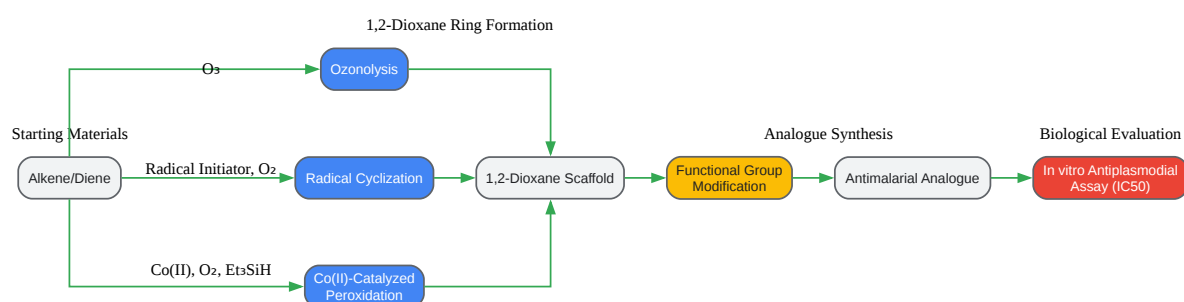 1,2-Dioxane Ring Formation
O₃
Ozonolysis
Starting Materials
Analogue Synthesis
Biological Evaluation
Alkene/Diene
Radical Initiator, O₂
Radical Cyclization
1,2-Dioxane Scaffold
Functional Group
Modification
Antimalarial Analogue
In vitro Antiplasmodial
Assay (IC50)
Co(II), O₂, Et₃SiH
Co(II)-Catalyzed
Peroxidation